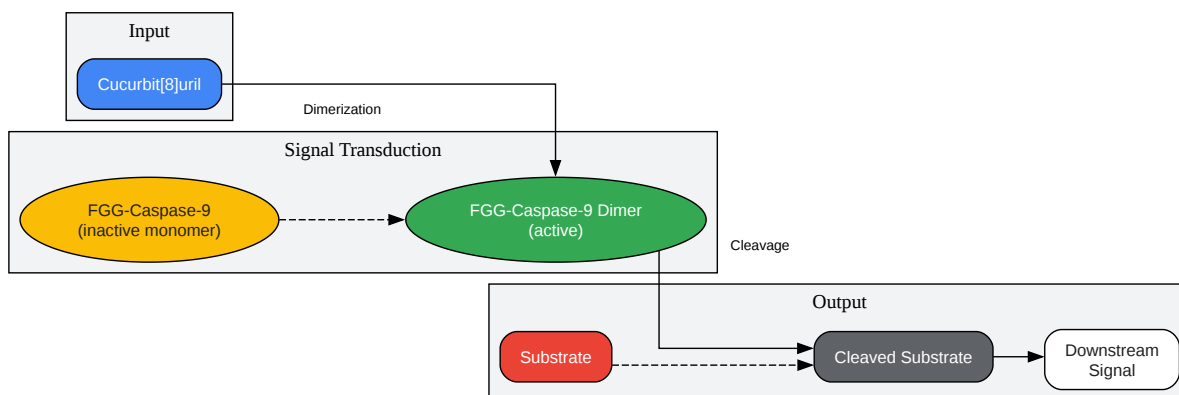 Input
Cucurbit[8]uril
Dimerization
Signal Transduction
FGG-Caspase-9
(inactive monomer)
FGG-Caspase-9 Dimer
(active)
Cleavage
Output
Substrate
Cleaved Substrate
Downstream
Signal